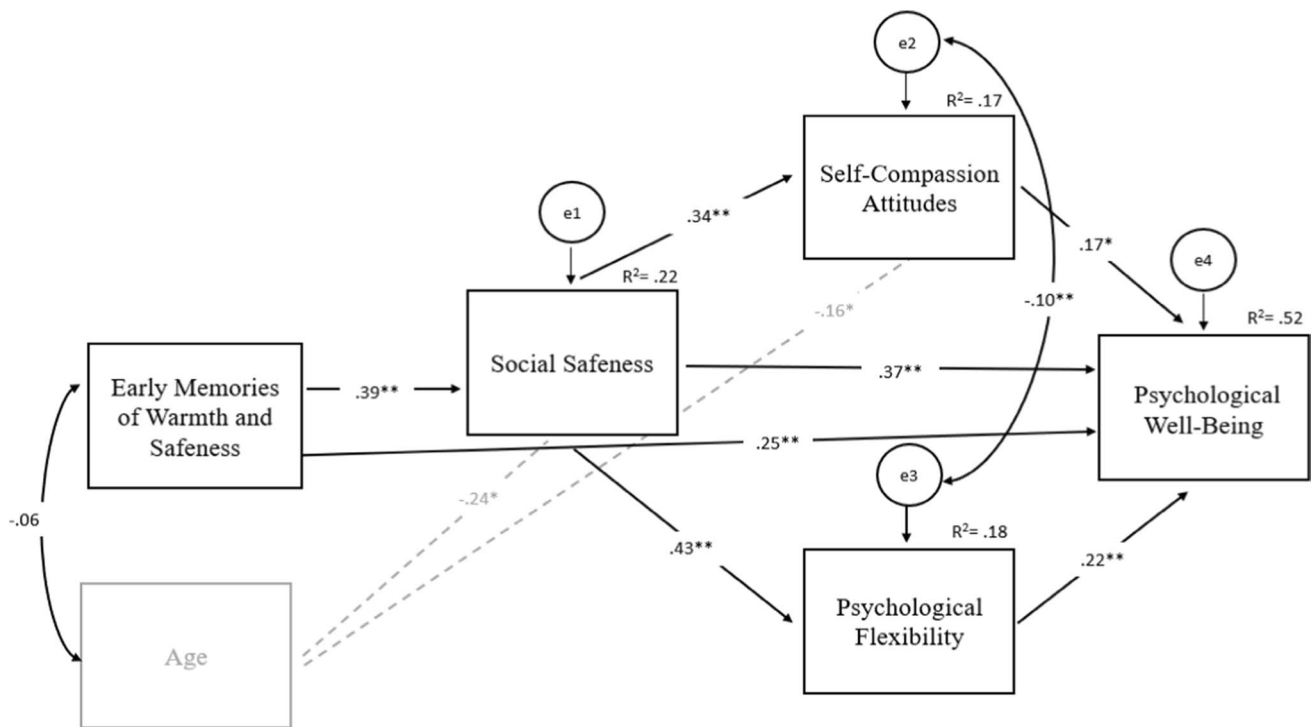 e2
R²= .17
Self-Compassion
Attitudes
e1
.34**
R²= .22
.17*
e4
-.10**
R²= .52
-.16*
Social Safeness
.37**
Early Memories
of Warmth and
Safeness
.39**
Psychological
Well-Being
.25**
e3
-.24*
-.06
R²= .18
.43**
.22**
Psychological
Flexibility
Age